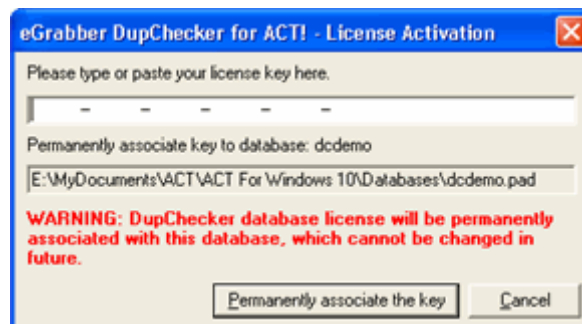 eGrabber DupChecker for ACT! - License Activation
Please type or paste your license key here.
– – – – –
Permanently associate key to database: dcdemo
E:\MyDocuments\ACT\ACT For Windows 10\Databases\dcdemo.pad
WARNING: DupChecker database license will be permanently
associated with this database, which cannot be changed in
future.
Permanently associate the key
Cancel